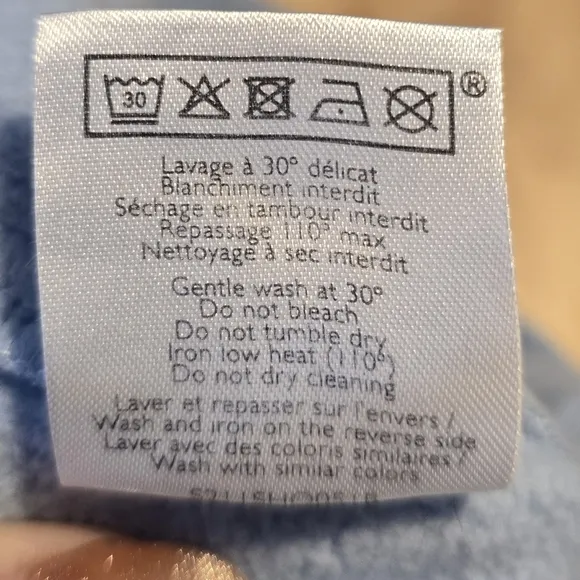 30 ®
Lavage à 30° délicat
Blanchiment interdit
Séchage en tambour interdit
Repassage 110° max
Nettoyage à sec interdit
Gentle wash at 30°
Do not bleach
Do not tumble dry
Iron low heat (110°)
Do not dry cleaning
Laver et repasser sur l'envers /
Wash and iron on the reverse side
Laver avec des coloris similaires /
Wash with similar colors